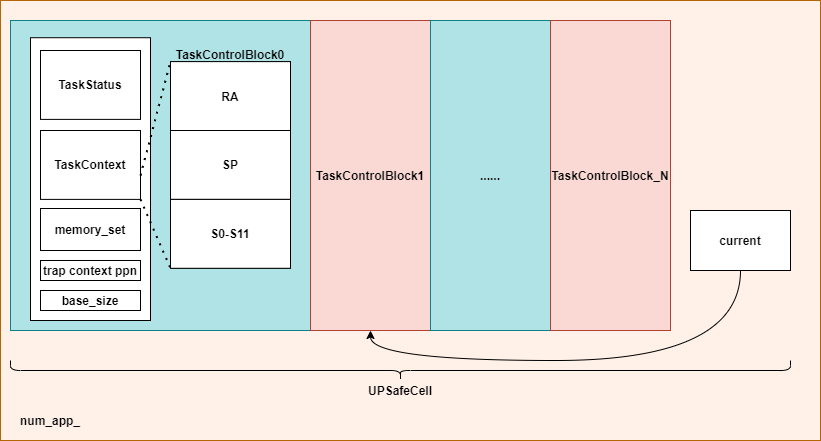 TaskControlBlock0
TaskStatus
TaskContext
memory_set
trap context ppn
base_size
RA
SP
S0-S11
TaskControlBlock1
......
TaskControlBlock_N
current
UPSafeCell
num_app_